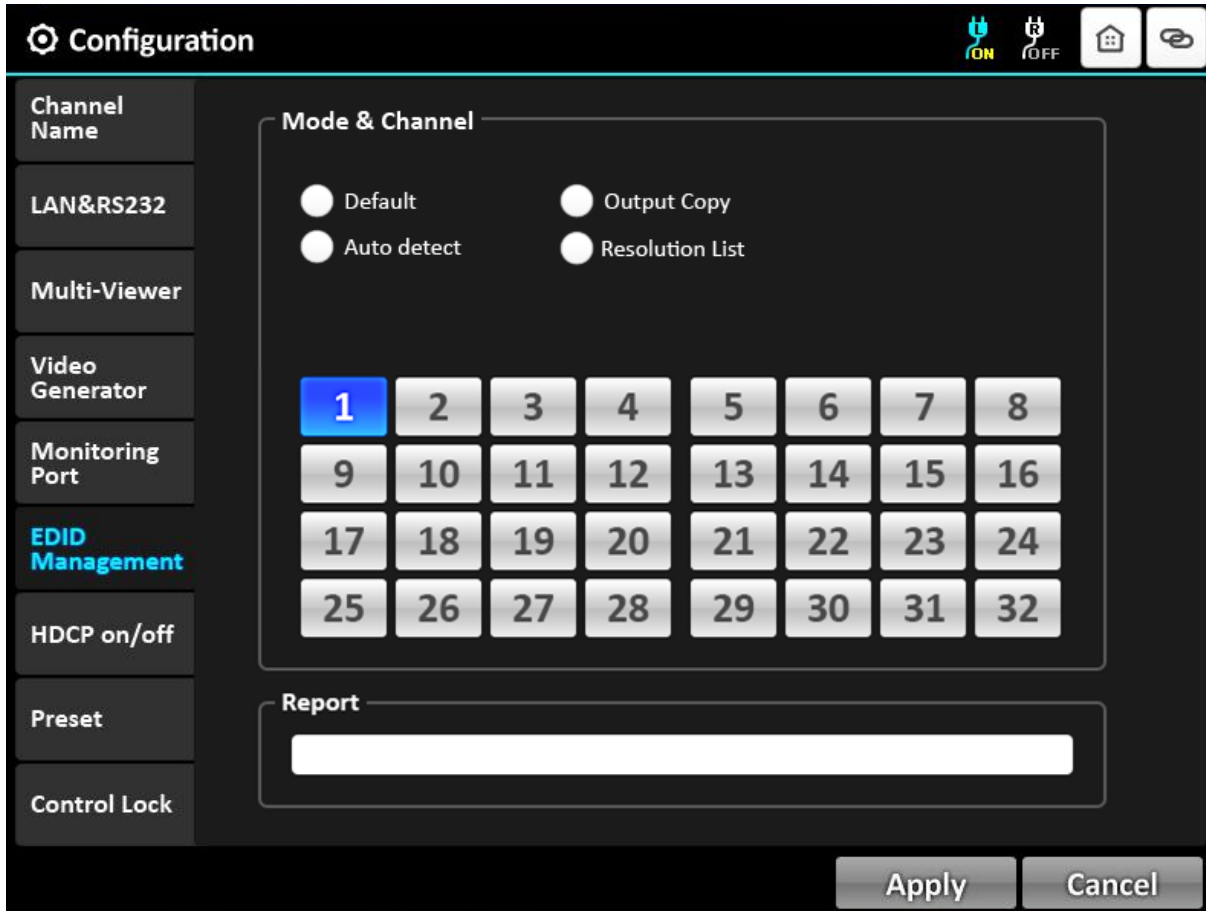 Configuration
L
ON
R
OFF
Channel
Name
LAN&RS232
Multi-Viewer
Video
Generator
Monitoring
Port
EDID
Management
HDCP on/off
Preset
Control Lock
Mode & Channel
Default
Output Copy
Auto detect
Resolution List
1 2 3 4 5 6 7 8
9 10 11 12 13 14 15 16
17 18 19 20 21 22 23 24
25 26 27 28 29 30 31 32
Report
Apply
Cancel